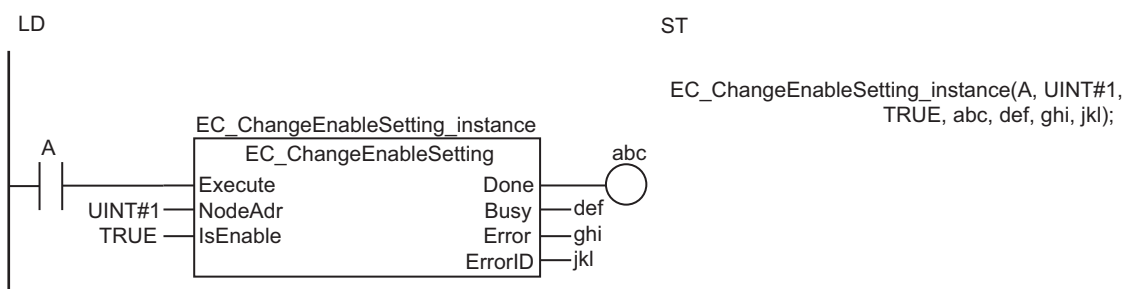 LD
ST
EC_ChangeEnableSetting_instance(A, UINT#1,
TRUE, abc, def, ghi, jkl);
EC_ChangeEnableSetting_instance
A
EC_ChangeEnableSetting
abc
Execute
Done
UINT#1
NodeAdr
Busy
def
TRUE
IsEnable
Error
ghi
ErrorID
jkl